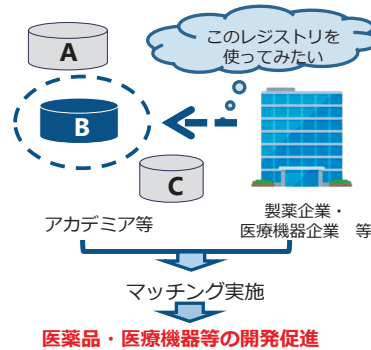 このレジストリを
使ってみたい
A
B
C
アカデミア等
製薬企業・
医療機器企業　等
マッチング実施
医薬品・医療機器等の開発促進